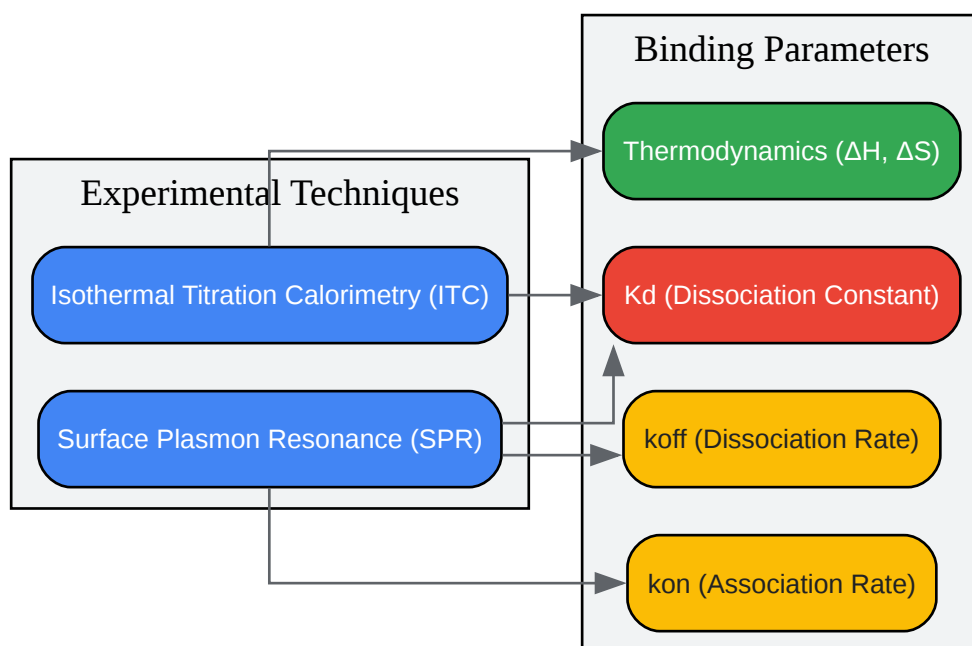 Experimental Techniques
Isothermal Titration Calorimetry (ITC)
Surface Plasmon Resonance (SPR)
Binding Parameters
Thermodynamics (ΔH, ΔS)
Kd (Dissociation Constant)
koff (Dissociation Rate)
kon (Association Rate)